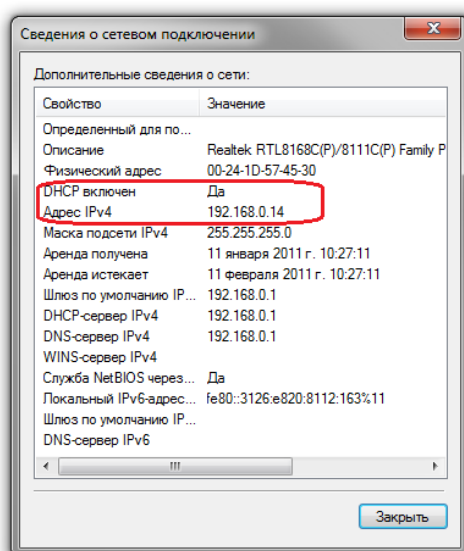 Сведения о сетевом подключении
Дополнительные сведения о сети:
Свойство Значение
Определенный для по...
Описание Realtek RTL8168C(P)/8111C(P) Family P
Физический адрес 00-24-1D-57-45-30
DHCP включен Да
Адрес IPv4 192.168.0.14
Маска подсети IPv4 255.255.255.0
Аренда получена 11 января 2011 г. 10:27:11
Аренда истекает 11 февраля 2011 г. 10:27:11
Шлюз по умолчанию IP... 192.168.0.1
DHCP-сервер IPv4 192.168.0.1
DNS-сервер IPv4 192.168.0.1
WINS-сервер IPv4
Служба NetBIOS через... Да
Локальный IPv6-адрес... fe80::3126:e820:8112:163%11
Шлюз по умолчанию IP...
DNS-сервер IPv6
Закрыть